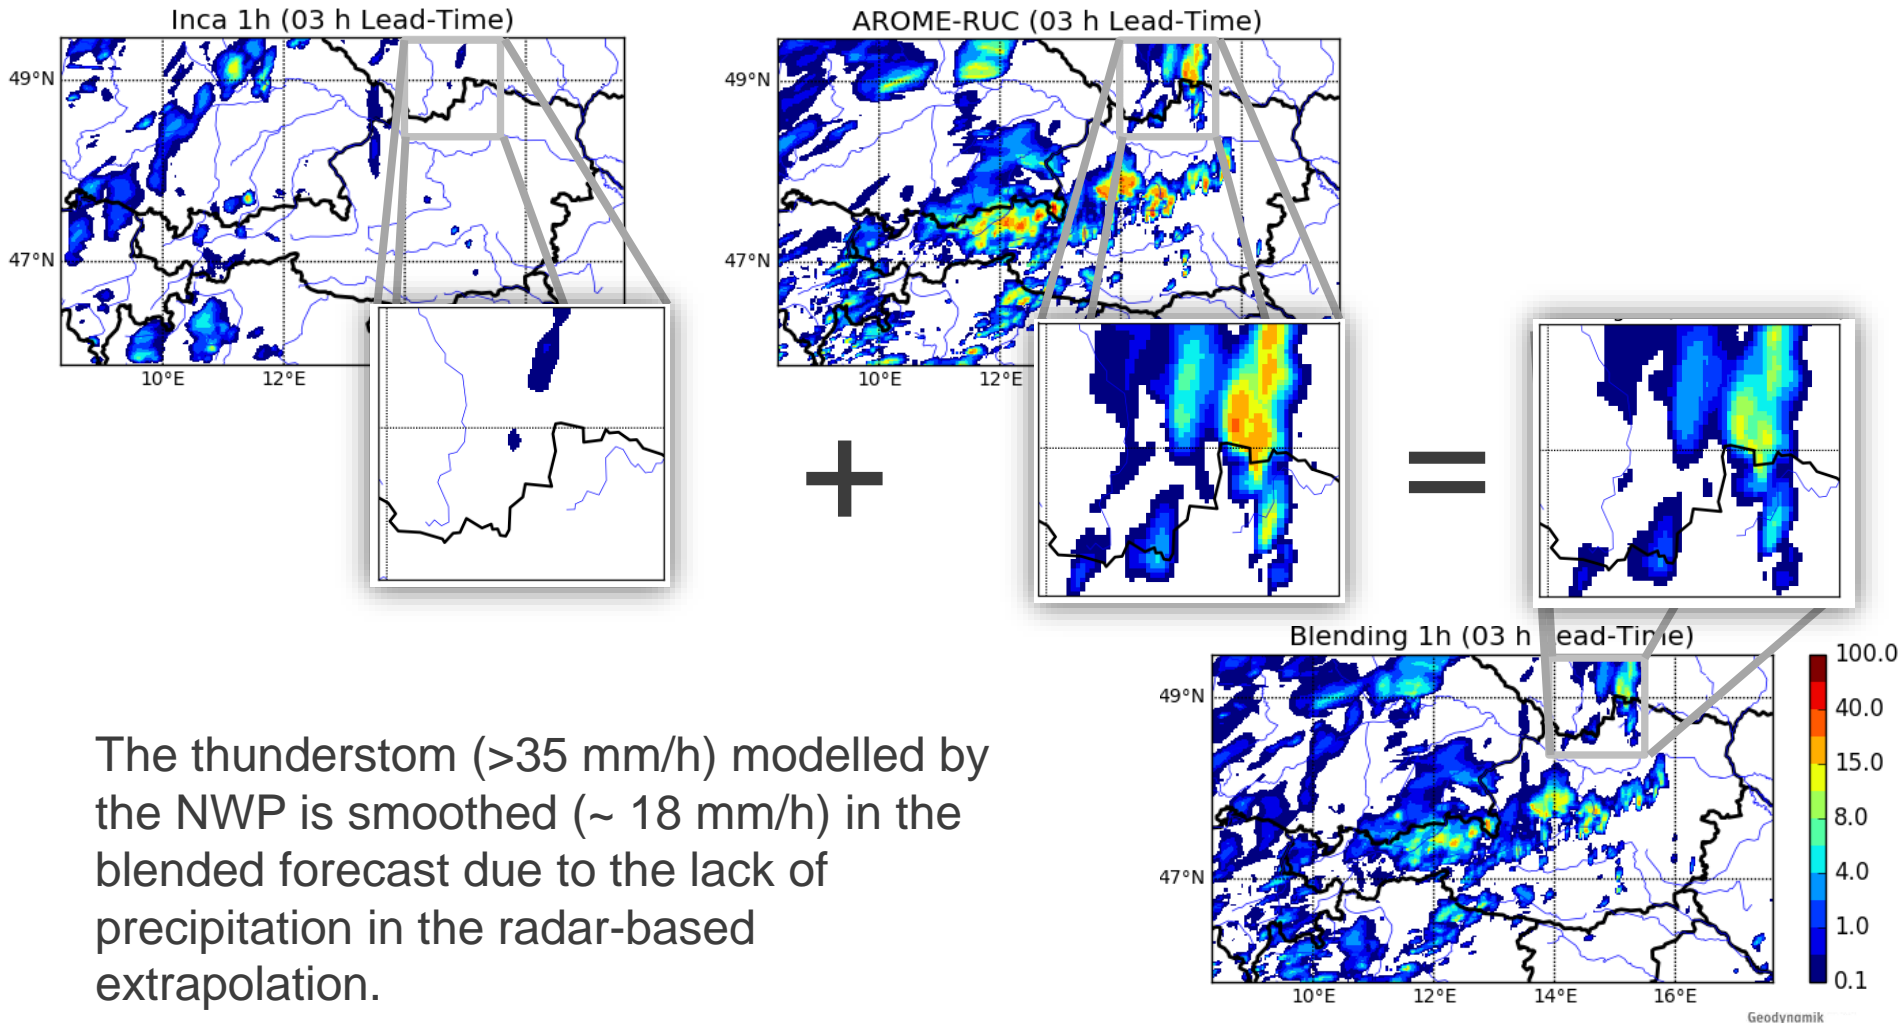 Inca 1h (03 h Lead-Time)
49°N
47°N
10°E
12°E
AROME-RUC (03 h Lead-Time)
49°N
47°N
10°E
12°E
+
=
Blending 1h (03 h Lead-Time)
49°N
47°N
10°E
12°E
14°E
16°E
100.0
40.0
15.0
8.0
4.0
1.0
0.1
The thunderstom (>35 mm/h) modelled by
the NWP is smoothed (~ 18 mm/h) in the
blended forecast due to the lack of
precipitation in the radar-based
extrapolation.
Geodynamik